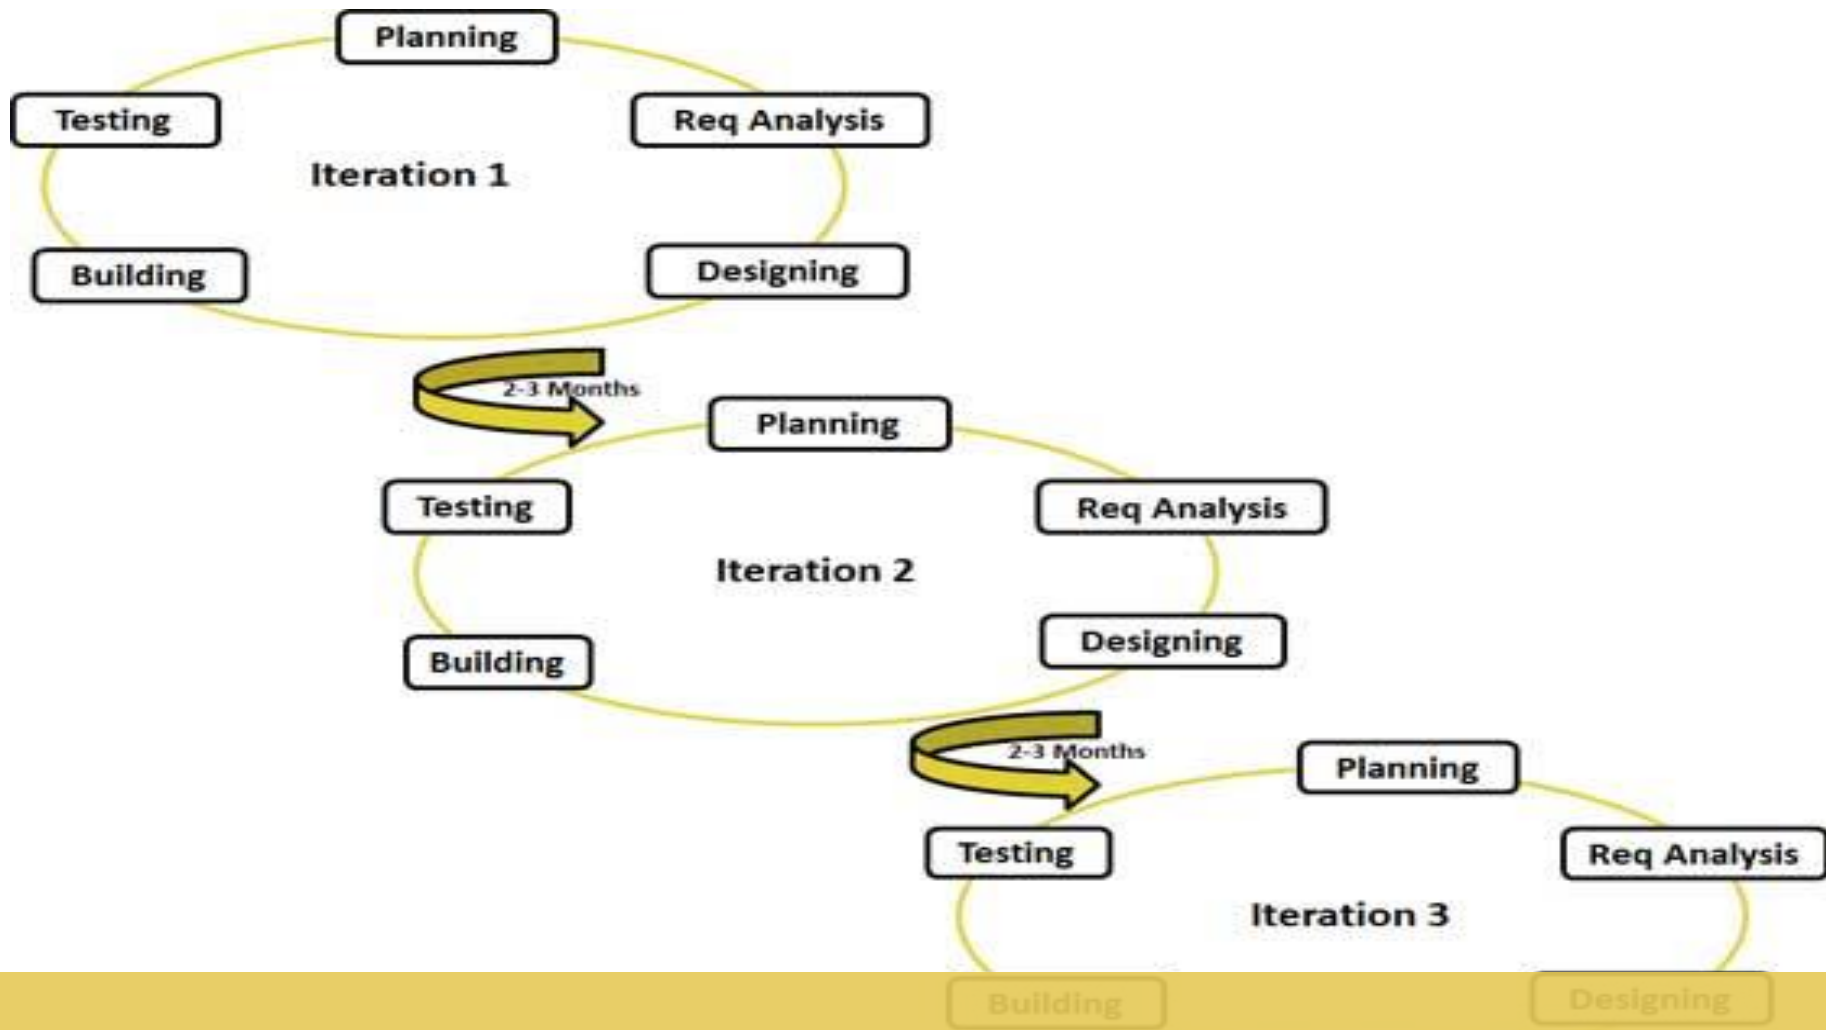 Planning
Testing
Req Analysis
Iteration 1
Building
Designing
2-3 Months
Planning
Testing
Req Analysis
Iteration 2
Building
Designing
2-3 Months
Planning
Testing
Req Analysis
Iteration 3
Building
Designing